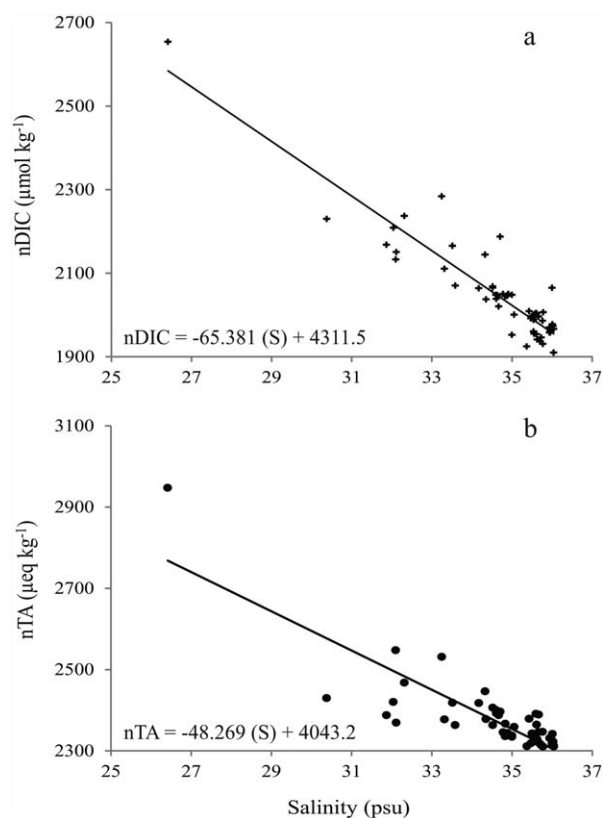 a
2700
2500
2300
2100
1900
nDIC (µmol kg⁻¹)
nDIC = -65.381 (S) + 4311.5
25 27 29 31 33 35 37
b
3100
2900
2700
2500
2300
nTA (µeq kg⁻¹)
nTA = -48.269 (S) + 4043.2
25 27 29 31 33 35 37
Salinity (psu)